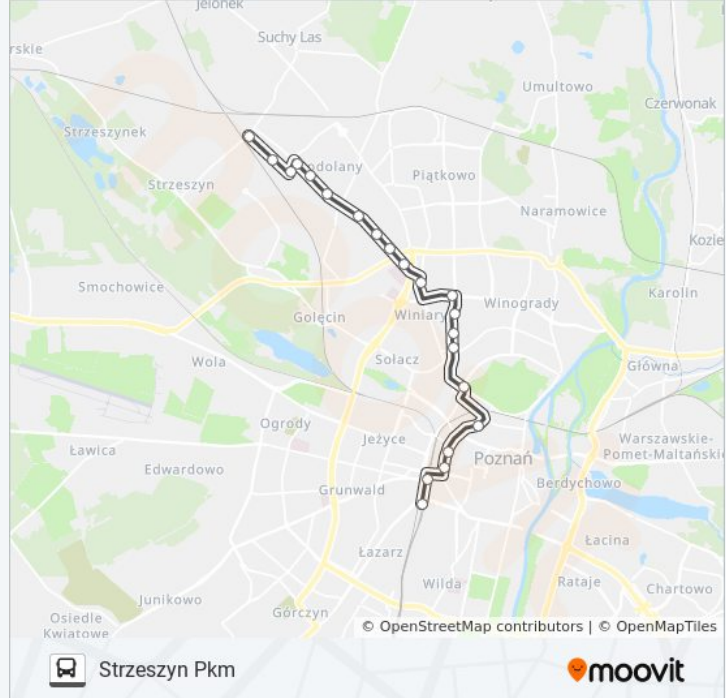 Jelonek
Suchy Las
rskie
Umultowo
Czerwonak
Strzeszynek
odolany
Piątkowo
Strzeszyn
Naramowice
Kozie
Smochowice
Karolin
Winogrady
Golęcin
Winiary
Wola
Sołacz
Główna
Ogrody
Jeżyce
Warszawskie-
Pomet-Maltański
Ławica
Poznań
Edwardowo
Berdychowo
Grunwald
Łazarz
Łacina
Wilda
Rataje
Chartowo
Junikowo
Górczyn
Osiedle
Kwiatowe
© OpenStreetMap contributors | © OpenMapTiles
Strzeszyn Pkm
moovit